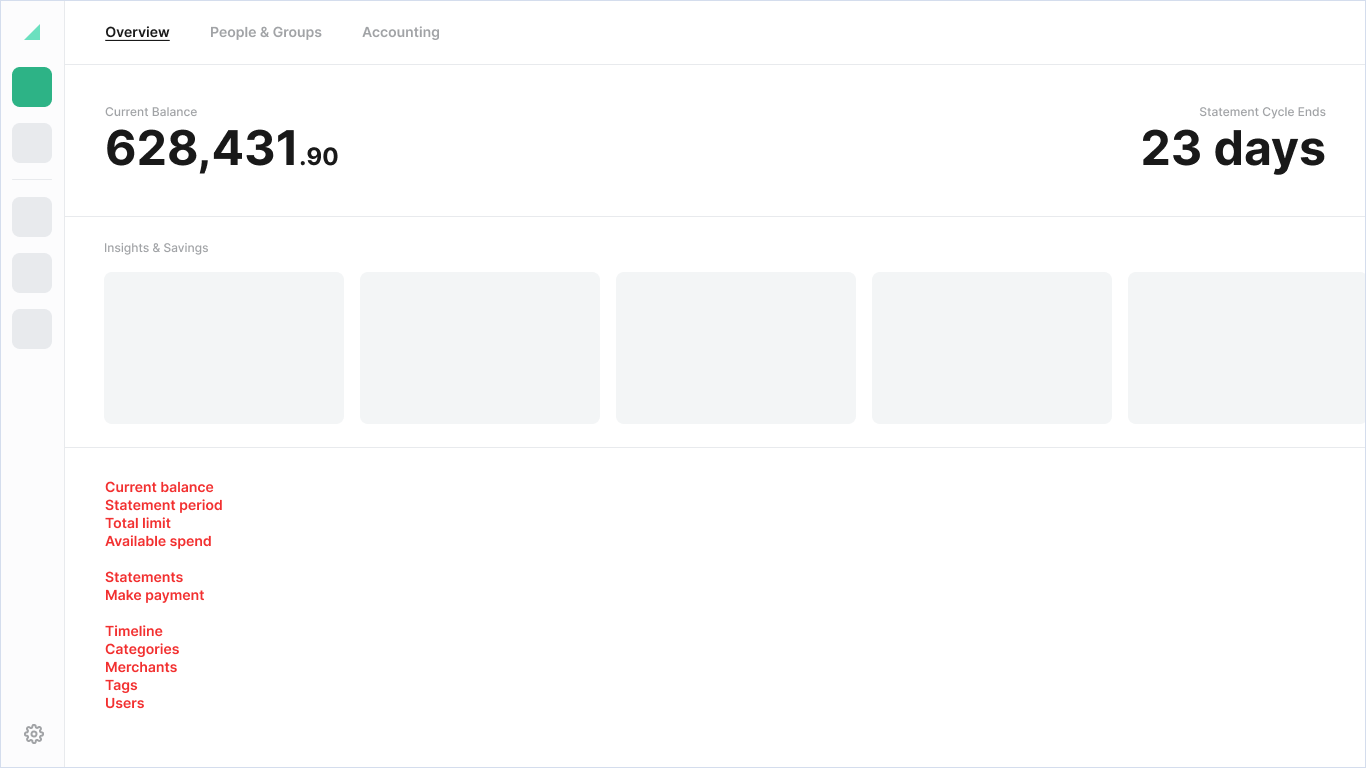 Overview People & Groups Accounting
Current Balance
628,431.90
Statement Cycle Ends
23 days
Insights & Savings
Current balance
Statement period
Total limit
Available spend
Statements
Make payment
Timeline
Categories
Merchants
Tags
Users